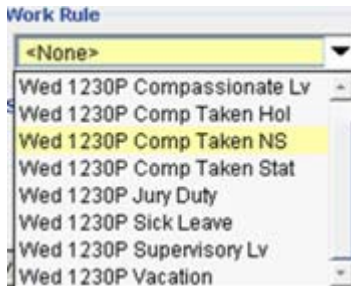 Work Rule
<None>
Wed 1230P Compassionate Lv
Wed 1230P Comp Taken Hol
Wed 1230P Comp Taken NS
Wed 1230P Comp Taken Stat
Wed 1230P Jury Duty
Wed 1230P Sick Leave
Wed 1230P Supervisory Lv
Wed 1230P Vacation